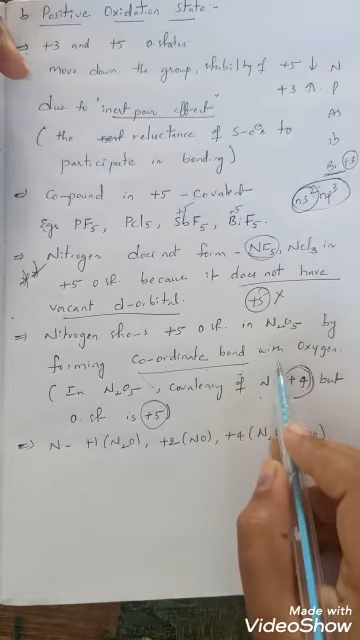 b Positive Oxidation state:-
⇒ +3 and +5 o.states
Move down the group, stability of +5 ↓ N
+3 ↑. P
due to "inert pair effect" As
(the reluctance of s-e⁻s to Sb
participate in bonding) Bi +3
⇒ Compound in +5 - Covalent ns² np³
Eg:- PF5, PCl5, SbF5, BiF5.
⇒ Nitrogen does not form - NF5, NCl5 in
+5 o.st. because it does not have
vacant d-orbital. +5 X
⇒ Nitrogen shows +5 o.st in N2O5 by
forming Co-ordinate bond with Oxygen.
(In N2O5, covalency of N +4) but
o.st is +5)
⇒ N - +1 (N2O), +2 (NO), +4 (N2
Made with
VideoShow